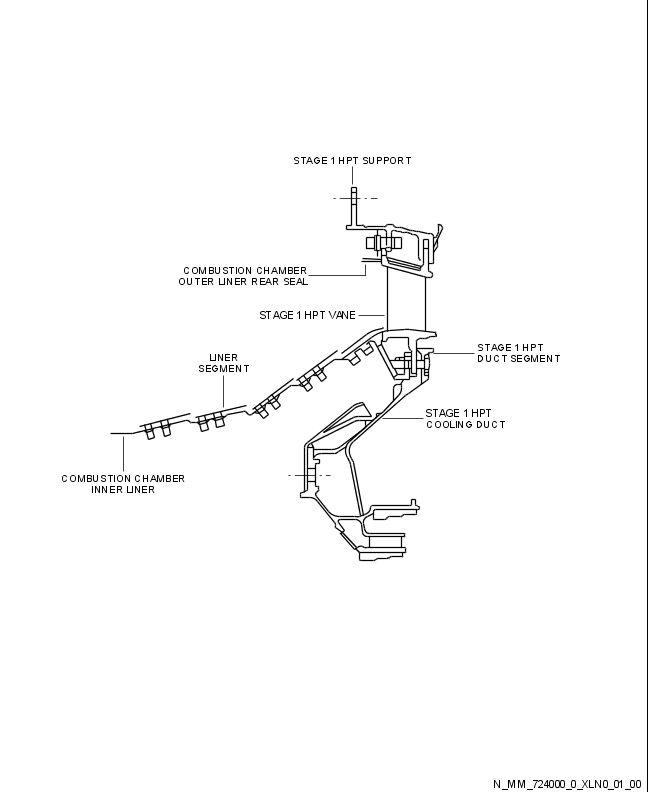 STAGE 1 HPT SUPPORT
COMBUSTION CHAMBER
OUTER LINER REAR SEAL
STAGE 1 HPT VANE
STAGE 1 HPT
DUCT SEGMENT
LINER
SEGMENT
STAGE 1 HPT
COOLING DUCT
COMBUSTION CHAMBER
INNER LINER
N_MM_724000_0_XLN0_01_00